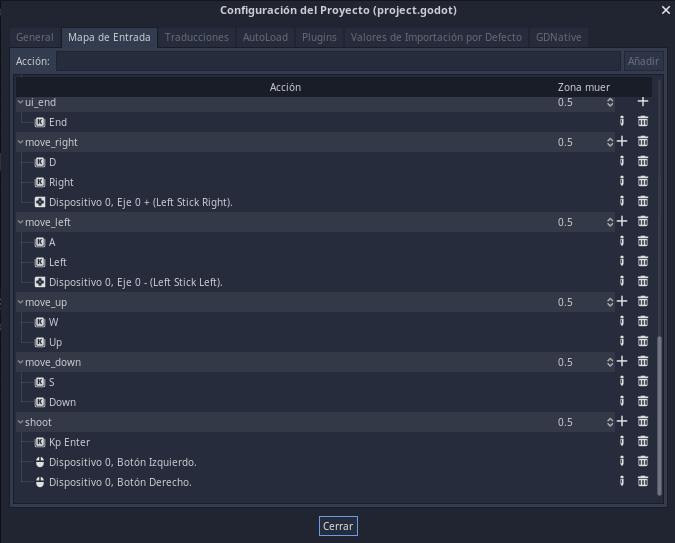 Configuración del Proyecto (project.godot)
General Mapa de Entrada Traducciones AutoLoad Plugins Valores de Importación por Defecto GDNative
Acción: Añadir
Acción Zona muer
ui_end 0.5
End
move_right 0.5
D
Right
Dispositivo 0, Eje 0 + (Left Stick Right).
move_left 0.5
A
Left
Dispositivo 0, Eje 0 - (Left Stick Left).
move_up 0.5
W
Up
move_down 0.5
S
Down
shoot 0.5
Kp Enter
Dispositivo 0, Botón Izquierdo.
Dispositivo 0, Botón Derecho.
Cerrar